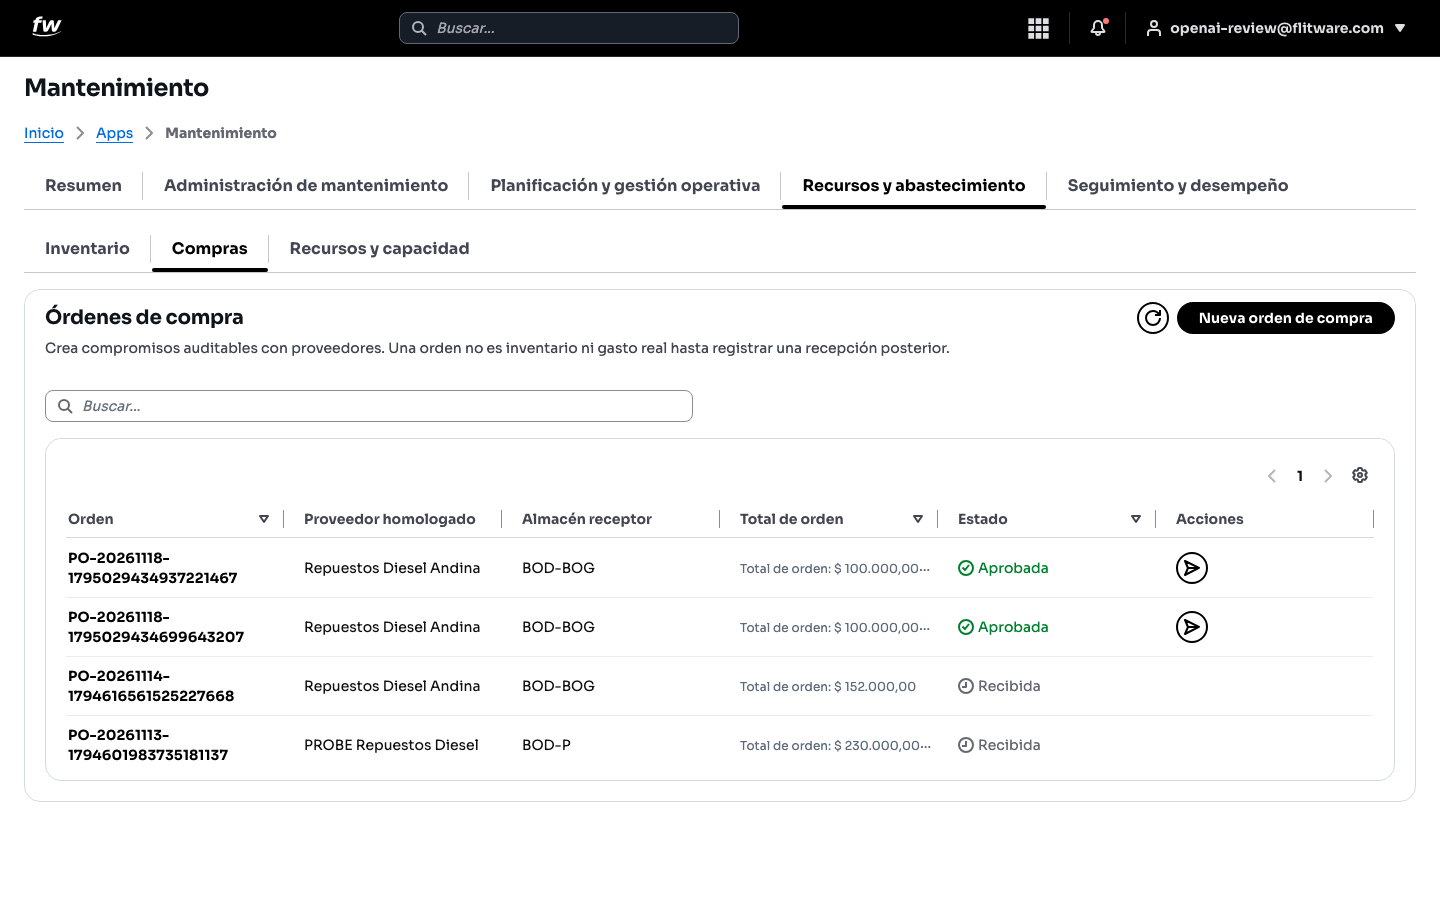 fw
Buscar...
openai-review@flitware.com
Mantenimiento
Inicio
Apps
Mantenimiento
Resumen
Administración de mantenimiento
Planificación y gestión operativa
Recursos y abastecimiento
Seguimiento y desempeño
Inventario
Compras
Recursos y capacidad
Órdenes de compra
Nueva orden de compra
Crea compromisos auditables con proveedores. Una orden no es inventario ni gasto real hasta registrar una recepción posterior.
Buscar...
1
Orden
Proveedor homologado
Almacén receptor
Total de orden
Estado
Acciones
PO-20261118-
1795029434937221467
Repuestos Diesel Andina
BOD-BOG
Total de orden: $ 100.000,00...
Aprobada
PO-20261118-
1795029434699643207
Repuestos Diesel Andina
BOD-BOG
Total de orden: $ 100.000,00...
Aprobada
PO-20261114-
1794616561525227668
Repuestos Diesel Andina
BOD-BOG
Total de orden: $ 152.000,00
Recibida
PO-20261113-
1794601983735181137
PROBE Repuestos Diesel
BOD-P
Total de orden: $ 230.000,00...
Recibida